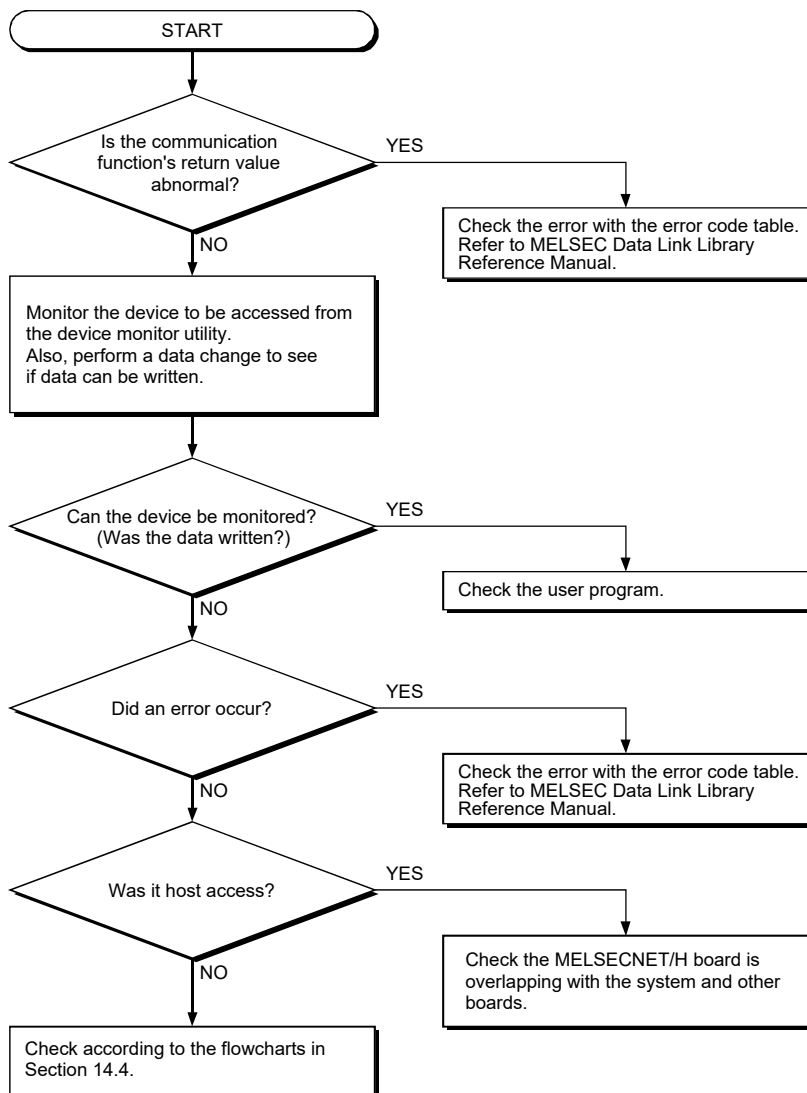 START
Is the communication
function's return value
abnormal?
YES
Check the error with the error code table.
Refer to MELSEC Data Link Library
Reference Manual.
NO
Monitor the device to be accessed from
the device monitor utility.
Also, perform a data change to see
if data can be written.
Can the device be monitored?
(Was the data written?)
YES
Check the user program.
NO
Did an error occur?
YES
Check the error with the error code table.
Refer to MELSEC Data Link Library
Reference Manual.
NO
Was it host access?
YES
Check the MELSECNET/H board is
overlapping with the system and other
boards.
NO
Check according to the flowcharts in
Section 14.4.